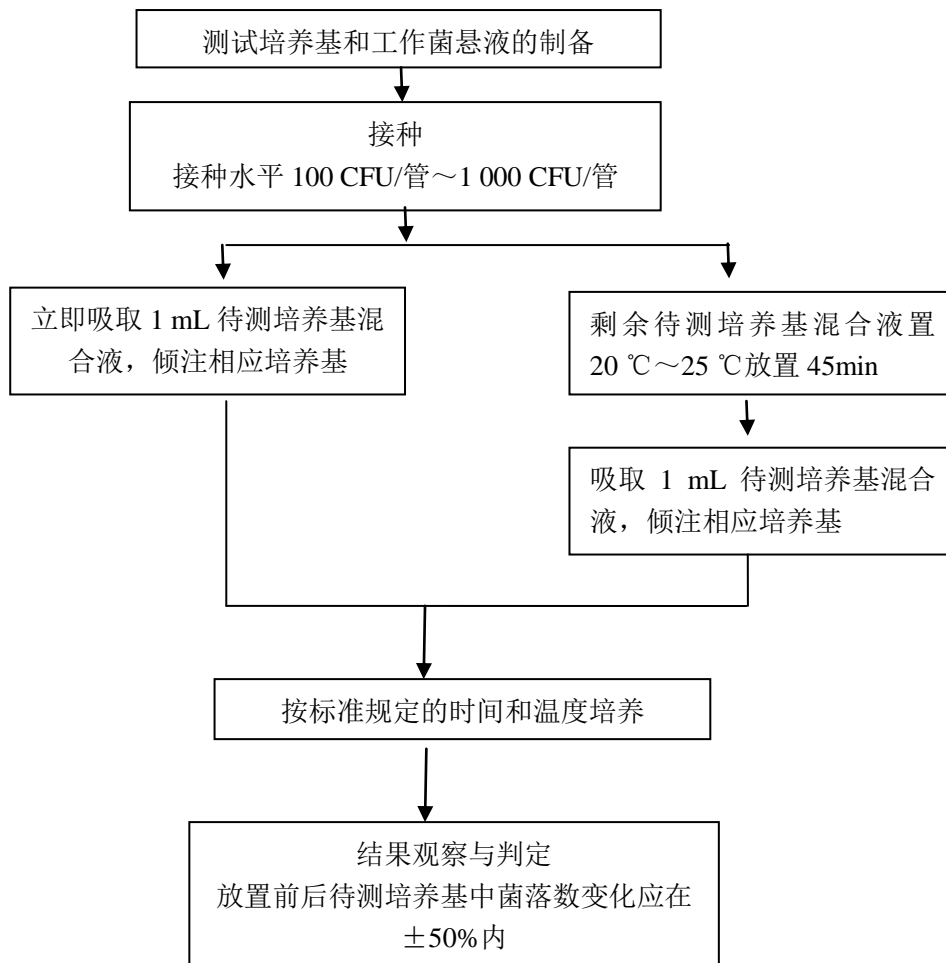 测试培养基和工作菌悬液的制备
接种
接种水平 100 CFU/管～1 000 CFU/管
立即吸取 1 mL 待测培养基混
合液，倾注相应培养基
剩余待测培养基混合液置
20 ℃～25 ℃放置 45min
吸取 1 mL 待测培养基混合
液，倾注相应培养基
按标准规定的时间和温度培养
结果观察与判定
放置前后待测培养基中菌落数变化应在
±50%内